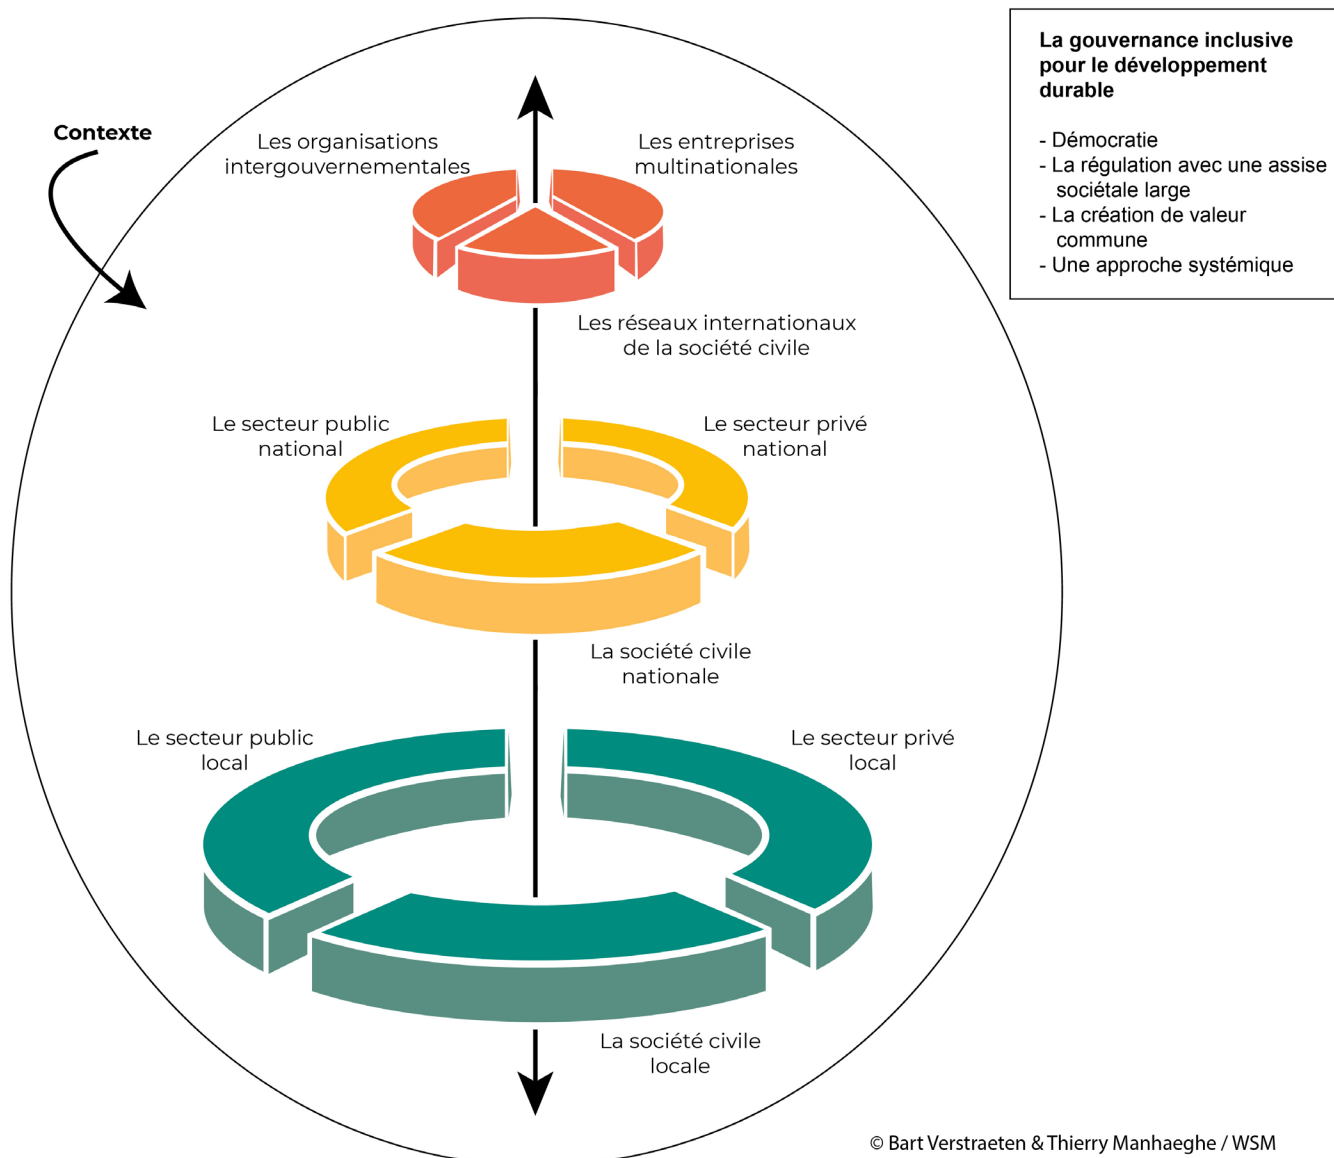 La gouvernance inclusive
pour le développement
durable
- Démocratie
- La régulation avec une assise
sociétale large
- La création de valeur
commune
- Une approche systémique
Contexte
Les organisations
intergouvernementales
Les entreprises
multinationales
Les réseaux internationaux
de la société civile
Le secteur public
national
Le secteur privé
national
La société civile
nationale
Le secteur public
local
Le secteur privé
local
La société civile
locale
© Bart Verstraeten & Thierry Manhaeghe / WSM